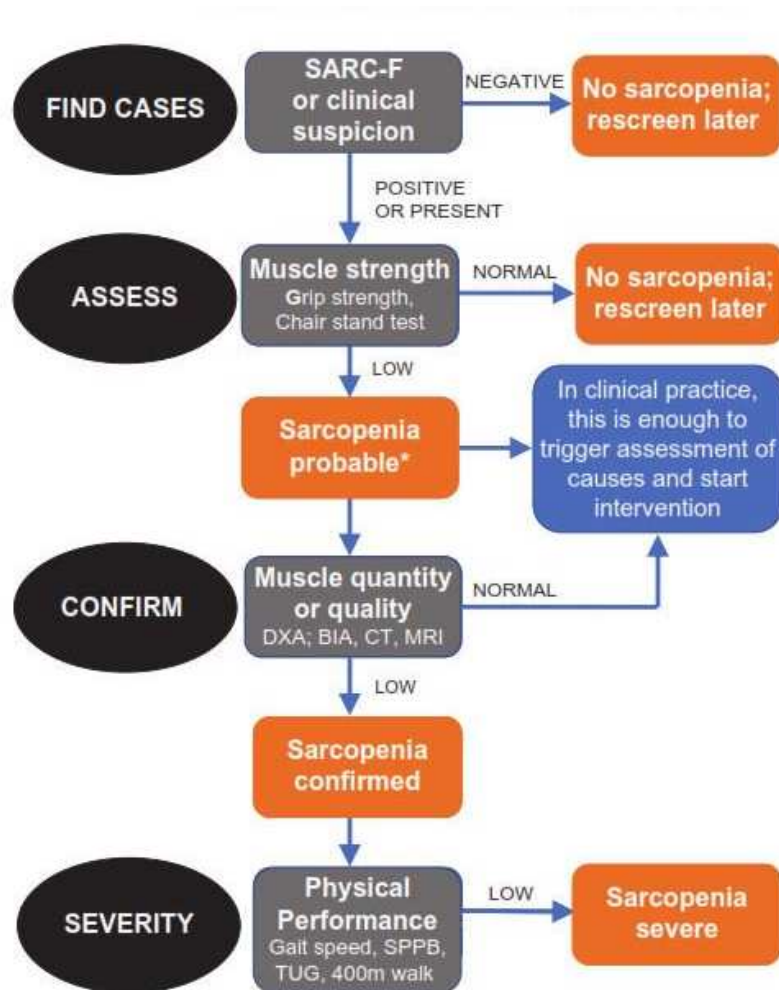 FIND CASES
SARC-F
or clinical
suspicion
NEGATIVE
No sarcopenia;
rescreen later
POSITIVE
OR PRESENT
ASSESS
Muscle strength
Grip strength,
Chair stand test
NORMAL
No sarcopenia;
rescreen later
LOW
Sarcopenia
probable*
In clinical practice,
this is enough to
trigger assessment of
causes and start
intervention
CONFIRM
Muscle quantity
or quality
DXA; BIA, CT, MRI
NORMAL
LOW
Sarcopenia
confirmed
SEVERITY
Physical
Performance
Gait speed, SPPB,
TUG, 400m walk
LOW
Sarcopenia
severe